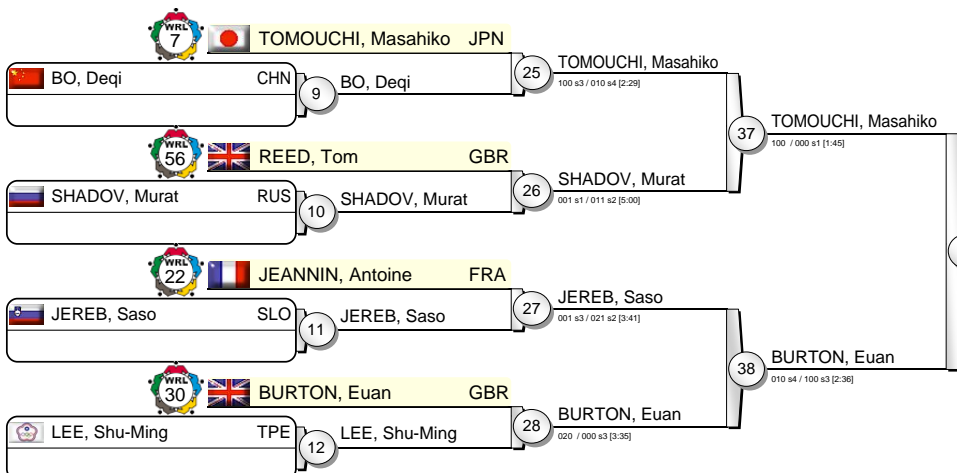 WRL 7 TOMOUCHI, Masahiko JPN
BO, Deqi CHN
9 BO, Deqi
25 TOMOUCHI, Masahiko
100 s3 / 010 s4 [2:29]
WRL 56 REED, Tom GBR
SHADOV, Murat RUS
10 SHADOV, Murat
26 SHADOV, Murat
001 s1 / 011 s2 [5:00]
37 TOMOUCHI, Masahiko
100 / 000 s1 [1:45]
WRL 22 JEANNIN, Antoine FRA
JEREB, Saso SLO
11 JEREB, Saso
27 JEREB, Saso
001 s3 / 021 s2 [3:41]
WRL 30 BURTON, Euan GBR
LEE, Shu-Ming TPE
12 LEE, Shu-Ming
28 BURTON, Euan
020 / 000 s3 [3:35]
38 BURTON, Euan
010 s4 / 100 s3 [2:36]